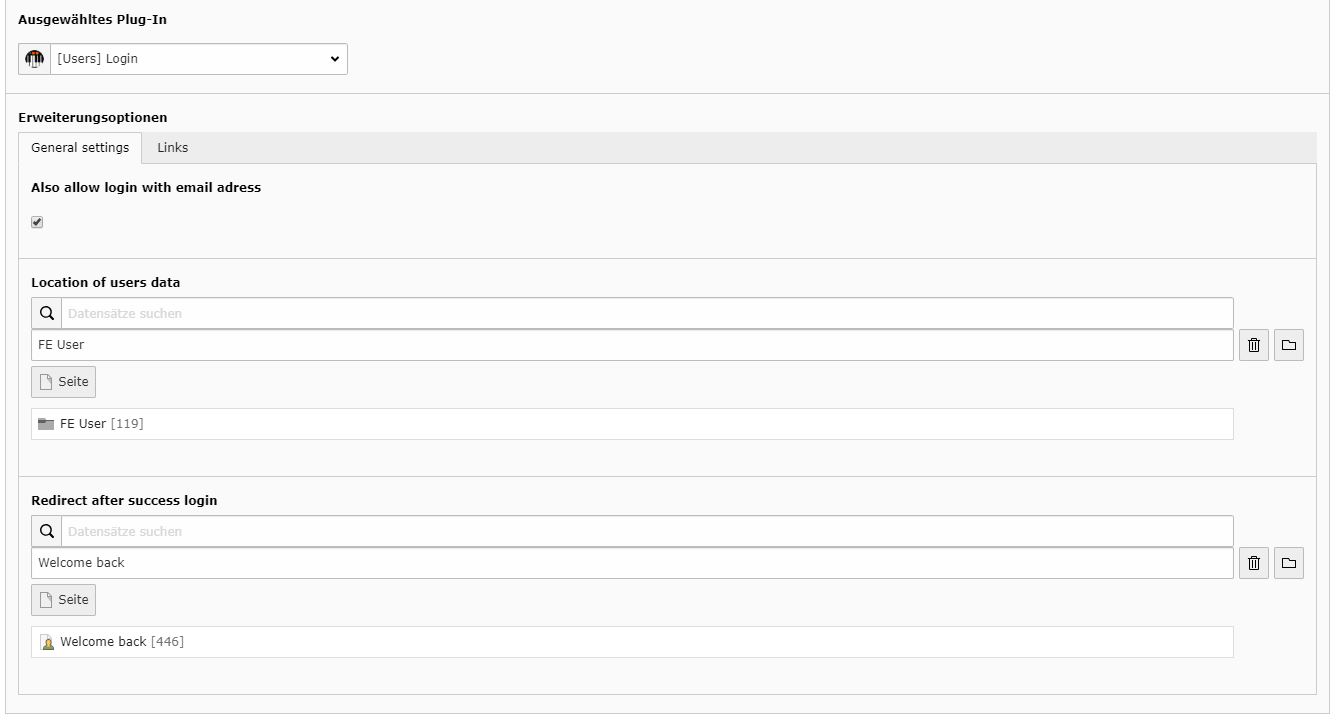 Ausgewähltes Plug-In
[Users] Login
Erweiterungsoptionen
General settings
Links
Also allow login with email adress
Location of users data
Datensätze suchen
FE User
Seite
FE User [119]
Redirect after success login
Datensätze suchen
Welcome back
Seite
Welcome back [446]